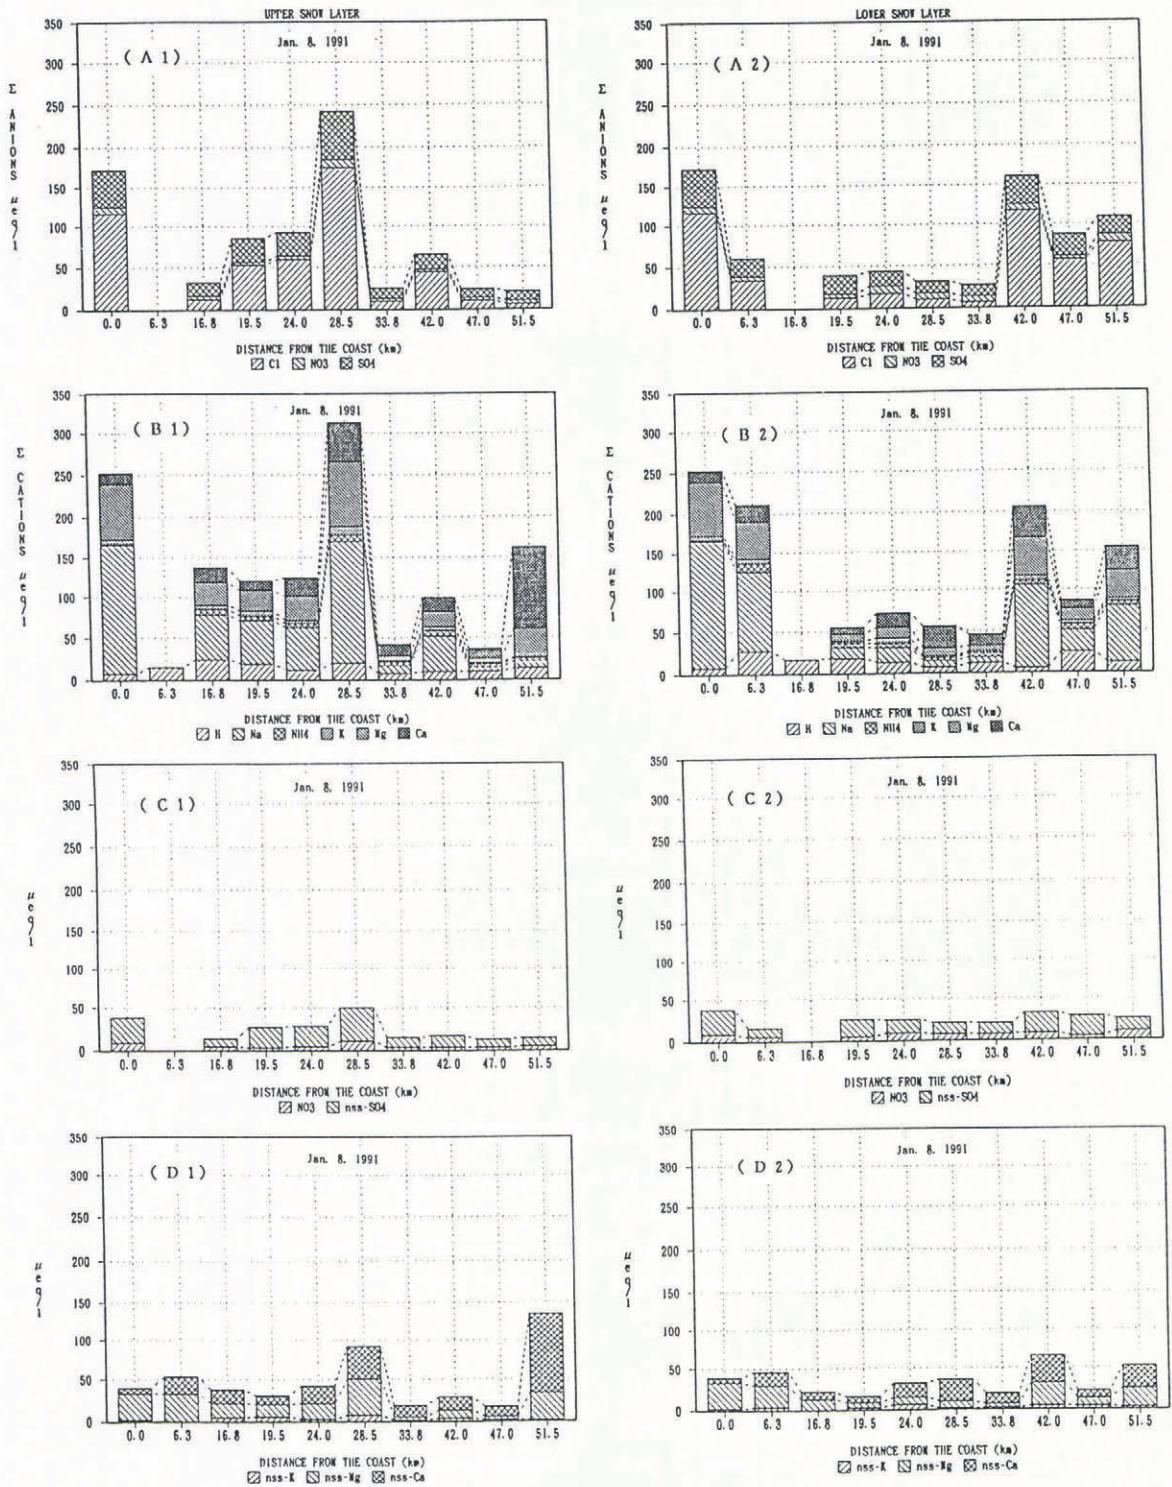 UPPER SNOW LAYER
350
300
250
200
150
100
50
0
Σ ANIONS μeq/l
( A 1 )
Jan. 8. 1991
0.0 6.3 16.8 19.5 24.0 28.5 33.8 42.0 47.0 51.5
DISTANCE FROM THE COAST (km)
Cl NO3 SO4
LOWER SNOW LAYER
350
300
250
200
150
100
50
0
Σ ANIONS μeq/l
( A 2 )
Jan. 8. 1991
0.0 6.3 16.8 19.5 24.0 28.5 33.8 42.0 47.0 51.5
DISTANCE FROM THE COAST (km)
Cl NO3 SO4
350
300
250
200
150
100
50
0
Σ CATIONS μeq/l
( B 1 )
Jan. 8. 1991
0.0 6.3 16.8 19.5 24.0 28.5 33.8 42.0 47.0 51.5
DISTANCE FROM THE COAST (km)
H Na NH4 K Mg Ca
350
300
250
200
150
100
50
0
Σ CATIONS μeq/l
( B 2 )
Jan. 8. 1991
0.0 6.3 16.8 19.5 24.0 28.5 33.8 42.0 47.0 51.5
DISTANCE FROM THE COAST (km)
H Na NH4 K Mg Ca
350
300
250
200
150
100
50
0
μeq/l
( C 1 )
Jan. 8. 1991
0.0 6.3 16.8 19.5 24.0 28.5 33.8 42.0 47.0 51.5
DISTANCE FROM THE COAST (km)
NO3 nss-SO4
350
300
250
200
150
100
50
0
μeq/l
( C 2 )
Jan. 8. 1991
0.0 6.3 16.8 19.5 24.0 28.5 33.8 42.0 47.0 51.5
DISTANCE FROM THE COAST (km)
NO3 nss-SO4
350
300
250
200
150
100
50
0
μeq/l
( D 1 )
Jan. 8. 1991
0.0 6.3 16.8 19.5 24.0 28.5 33.8 42.0 47.0 51.5
DISTANCE FROM THE COAST (km)
nss-K nss-Mg nss-Ca
350
300
250
200
150
100
50
0
μeq/l
( D 2 )
Jan. 8. 1991
0.0 6.3 16.8 19.5 24.0 28.5 33.8 42.0 47.0 51.5
DISTANCE FROM THE COAST (km)
nss-K nss-Mg nss-Ca